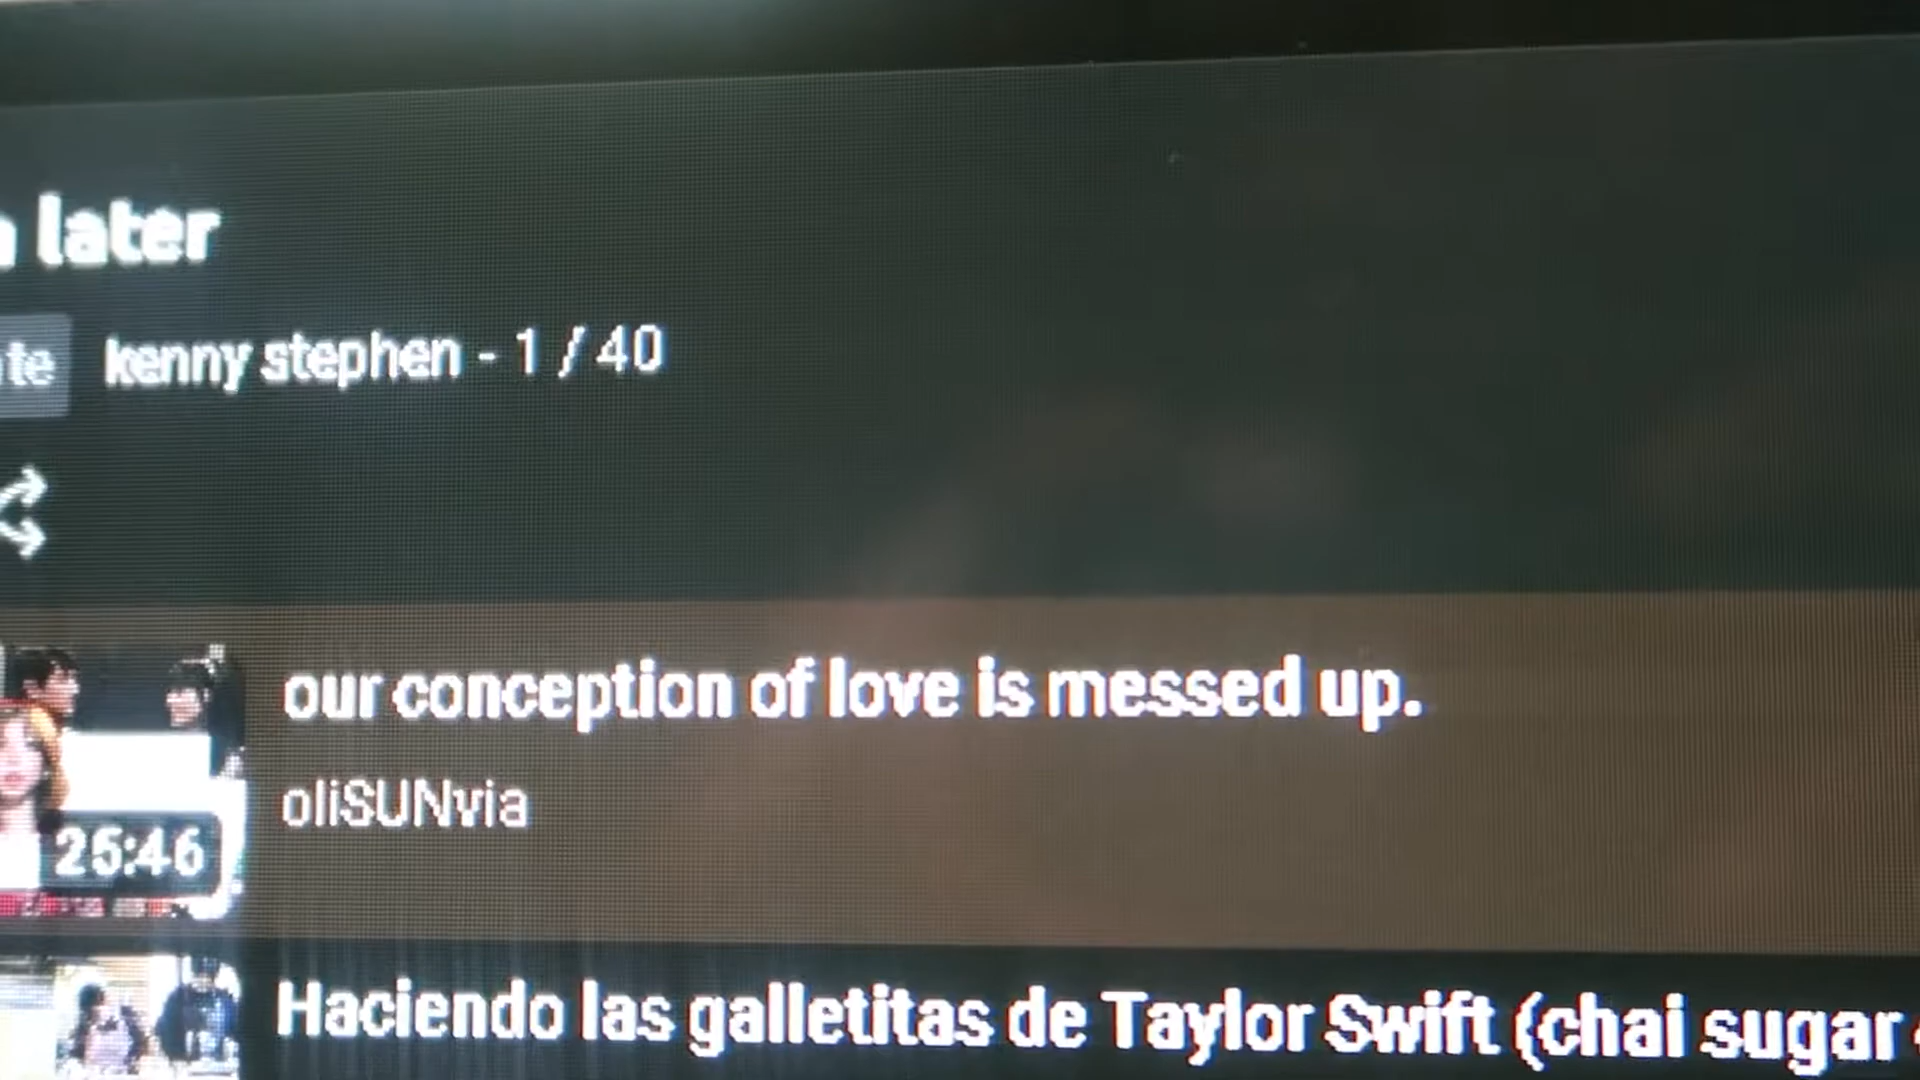 later
kenny stephen - 1 / 40
our conception of love is messed up.
oliSUNvia
25:46
Haciendo las galletitas de Taylor Swift (chai sugar